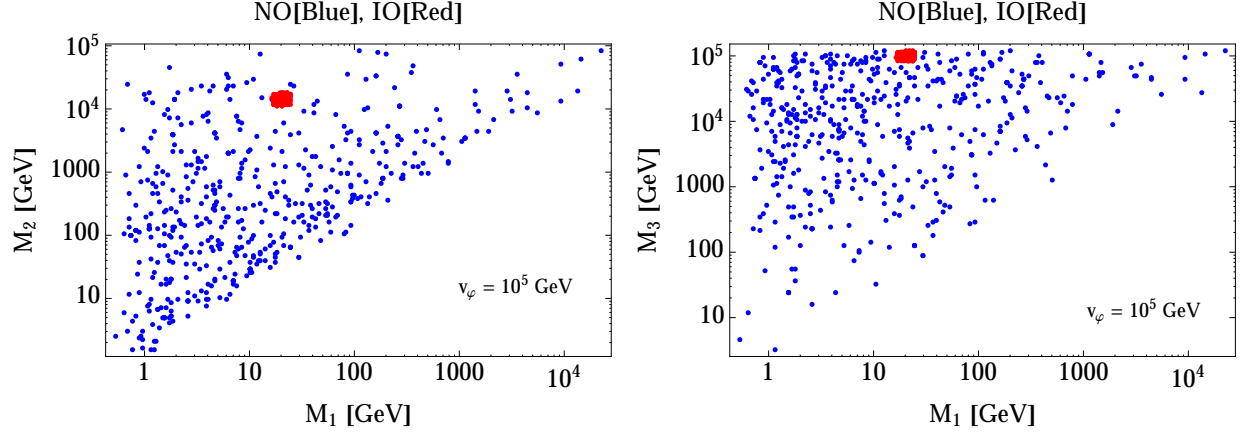 NO[Blue], IO[Red]
10^5
10^4
1000
100
10
M_2 [GeV]
v_φ = 10^5 GeV
1 10 100 1000 10^4
M_1 [GeV]
NO[Blue], IO[Red]
10^5
10^4
1000
100
10
M_3 [GeV]
v_φ = 10^5 GeV
1 10 100 1000 10^4
M_1 [GeV]